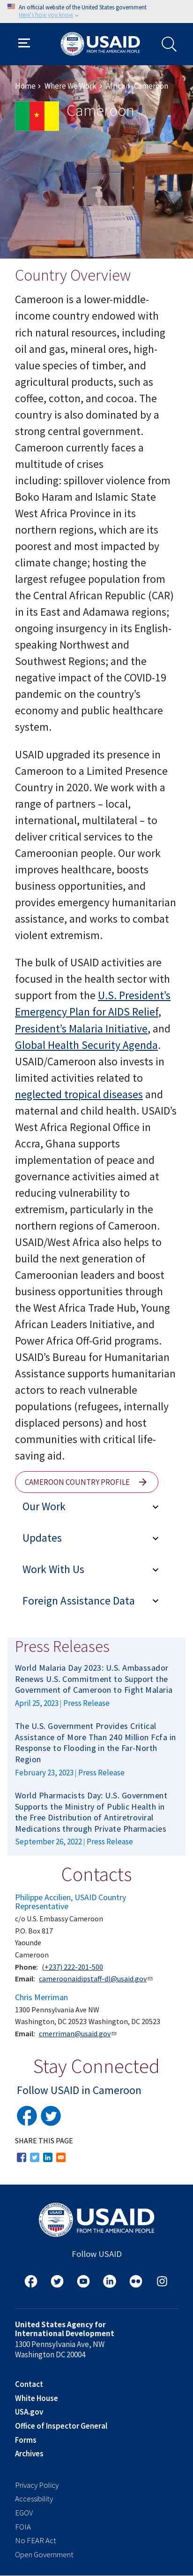 An official website of the United States government
Here's how you know
USAID
FROM THE AMERICAN PEOPLE
Home › Where We Work › Africa › Cameroon
Cameroon
Country Overview
Cameroon is a lower-middle-
income country endowed with
rich natural resources, including
oil and gas, mineral ores, high-
value species of timber, and
agricultural products, such as
coffee, cotton, and cocoa. The
country is also dominated by a
strong central government.
Cameroon currently faces a
multitude of crises
including: spillover violence from
Boko Haram and Islamic State
West Africa Province in its
northern region, which also is its
poorest and most impacted by
climate change; hosting the
largest refugee population from
the Central African Republic (CAR)
in its East and Adamawa regions;
ongoing insurgency in its English-
speaking Northwest and
Southwest Regions; and the
negative impact of the COVID-19
pandemic on the country's
economy and precarious health
system.
USAID upgraded its presence in
Cameroon to a Limited Presence
Country in 2020. We work with a
range of partners – local,
international, multilateral – to
deliver critical services to the
Cameroonian people. Our work
improves healthcare, boosts
business opportunities, and
provides emergency humanitarian
assistance, and works to combat
violent extremism.
The bulk of USAID activities are
focused in the health sector with
support from the U.S. President's
Emergency Plan for AIDS Relief,
President's Malaria Initiative, and
Global Health Security Agenda.
USAID/Cameroon also invests in
limited activities related to
neglected tropical diseases and
maternal and child health. USAID's
West Africa Regional Office in
Accra, Ghana supports
implementation of peace and
governance activities aimed at
reducing vulnerability to
extremism, particularly in the
northern regions of Cameroon.
USAID/West Africa also helps to
build the next generation of
Cameroonian leaders and boost
business opportunities through
the West Africa Trade Hub, Young
African Leaders Initiative, and
Power Africa Off-Grid programs.
USAID's Bureau of Humanitarian
Assistance supports humanitarian
actors to reach vulnerable
populations (refugees, internally
displaced persons) and host
communities with critical life-
saving aid.
CAMEROON COUNTRY PROFILE
Our Work
Updates
Work With Us
Foreign Assistance Data
Press Releases
World Malaria Day 2023: U.S. Ambassador
Renews U.S. Commitment to Support the
Government of Cameroon to Fight Malaria
April 25, 2023 | Press Release
The U.S. Government Provides Critical
Assistance of More Than 240 Million Fcfa in
Response to Flooding in the Far-North
Region
February 23, 2023 | Press Release
World Pharmacists Day: U.S. Government
Supports the Ministry of Public Health in
the Free Distribution of Antiretroviral
Medications through Private Pharmacies
September 26, 2022 | Press Release
Contacts
Philippe Accilien, USAID Country
Representative
c/o U.S. Embassy Cameroon
P.O. Box 817
Yaounde
Cameroon
Phone: (+237) 222-201-500
Email: cameroonaidipstaff-dl@usaid.gov
Chris Merriman
1300 Pennsylvania Ave NW
Washington, DC 20523 Washington, DC 20523
Email: cmerriman@usaid.gov
Stay Connected
Follow USAID in Cameroon
SHARE THIS PAGE
USAID
FROM THE AMERICAN PEOPLE
Follow USAID
United States Agency for
International Development
1300 Pennsylvania Ave, NW
Washington DC 20004
Contact
White House
USA.gov
Office of Inspector General
Forms
Archives
Privacy Policy
Accessibility
EGOV
FOIA
No FEAR Act
Open Government